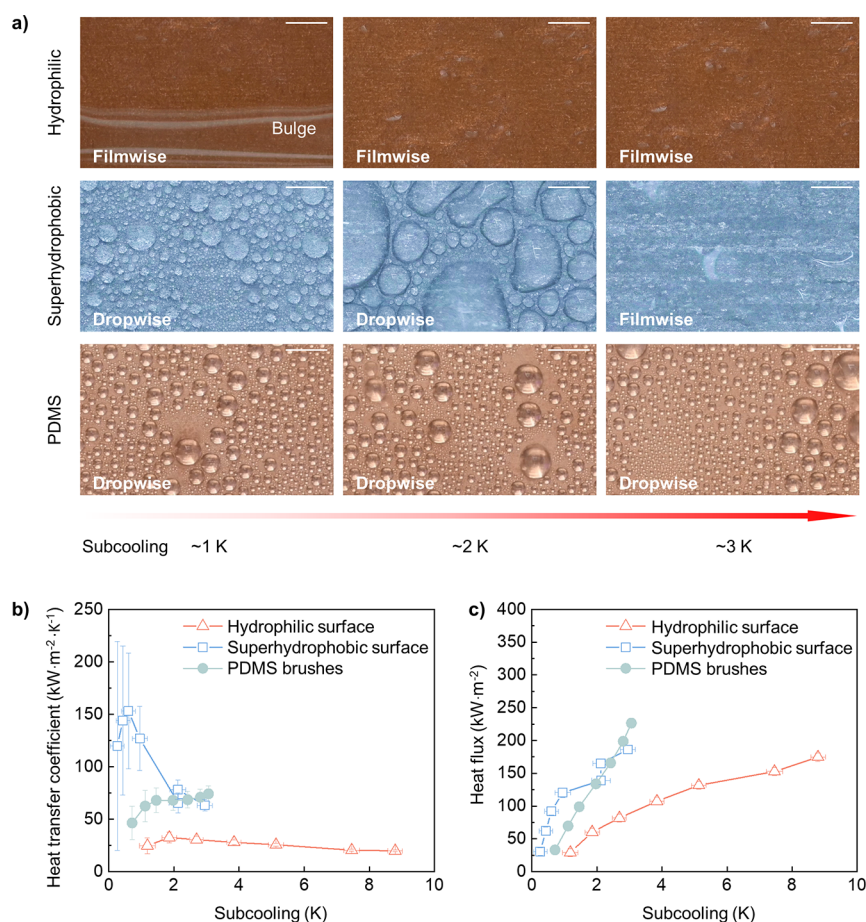 a)
Hydrophilic
Bulge
Filmwise
Filmwise
Filmwise
Superhydrophobic
Dropwise
Dropwise
Filmwise
PDMS
Dropwise
Dropwise
Dropwise
Subcooling ~1 K ~2 K ~3 K
b)
250
200
150
100
50
0
0 2 4 6 8 10
Heat transfer coefficient (kW·m-2·K-1)
Subcooling (K)
Hydrophilic surface
Superhydrophobic surface
PDMS brushes
c)
400
350
300
250
200
150
100
50
0
0 2 4 6 8 10
Heat flux (kW·m-2)
Subcooling (K)
Hydrophilic surface
Superhydrophobic surface
PDMS brushes